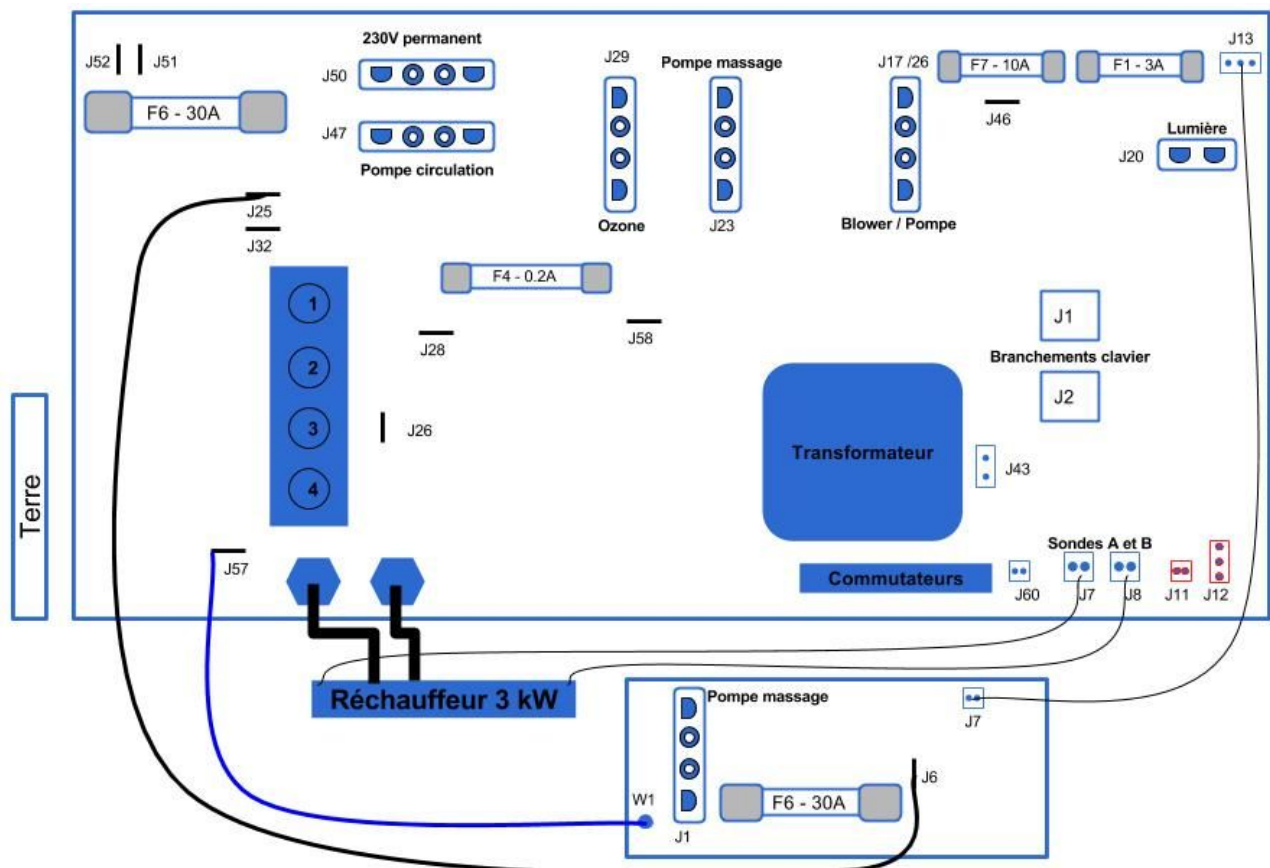 J52
J51
F6 - 30A
230V permanent
J50
J47
Pompe circulation
J29
Ozone
Pompe massage
J23
J17 /26
Blower / Pompe
F7 - 10A
F1 - 3A
J13
J46
Lumière
J20
J25
J32
F4 - 0.2A
J28
J58
1
2
3
4
J26
J1
Branchements clavier
J2
Transformateur
J43
Terre
J57
Sondes A et B
Commutateurs
J60
J7
J8
J11
J12
Réchauffeur 3 kW
Pompe massage
J7
W1
J1
F6 - 30A
J6